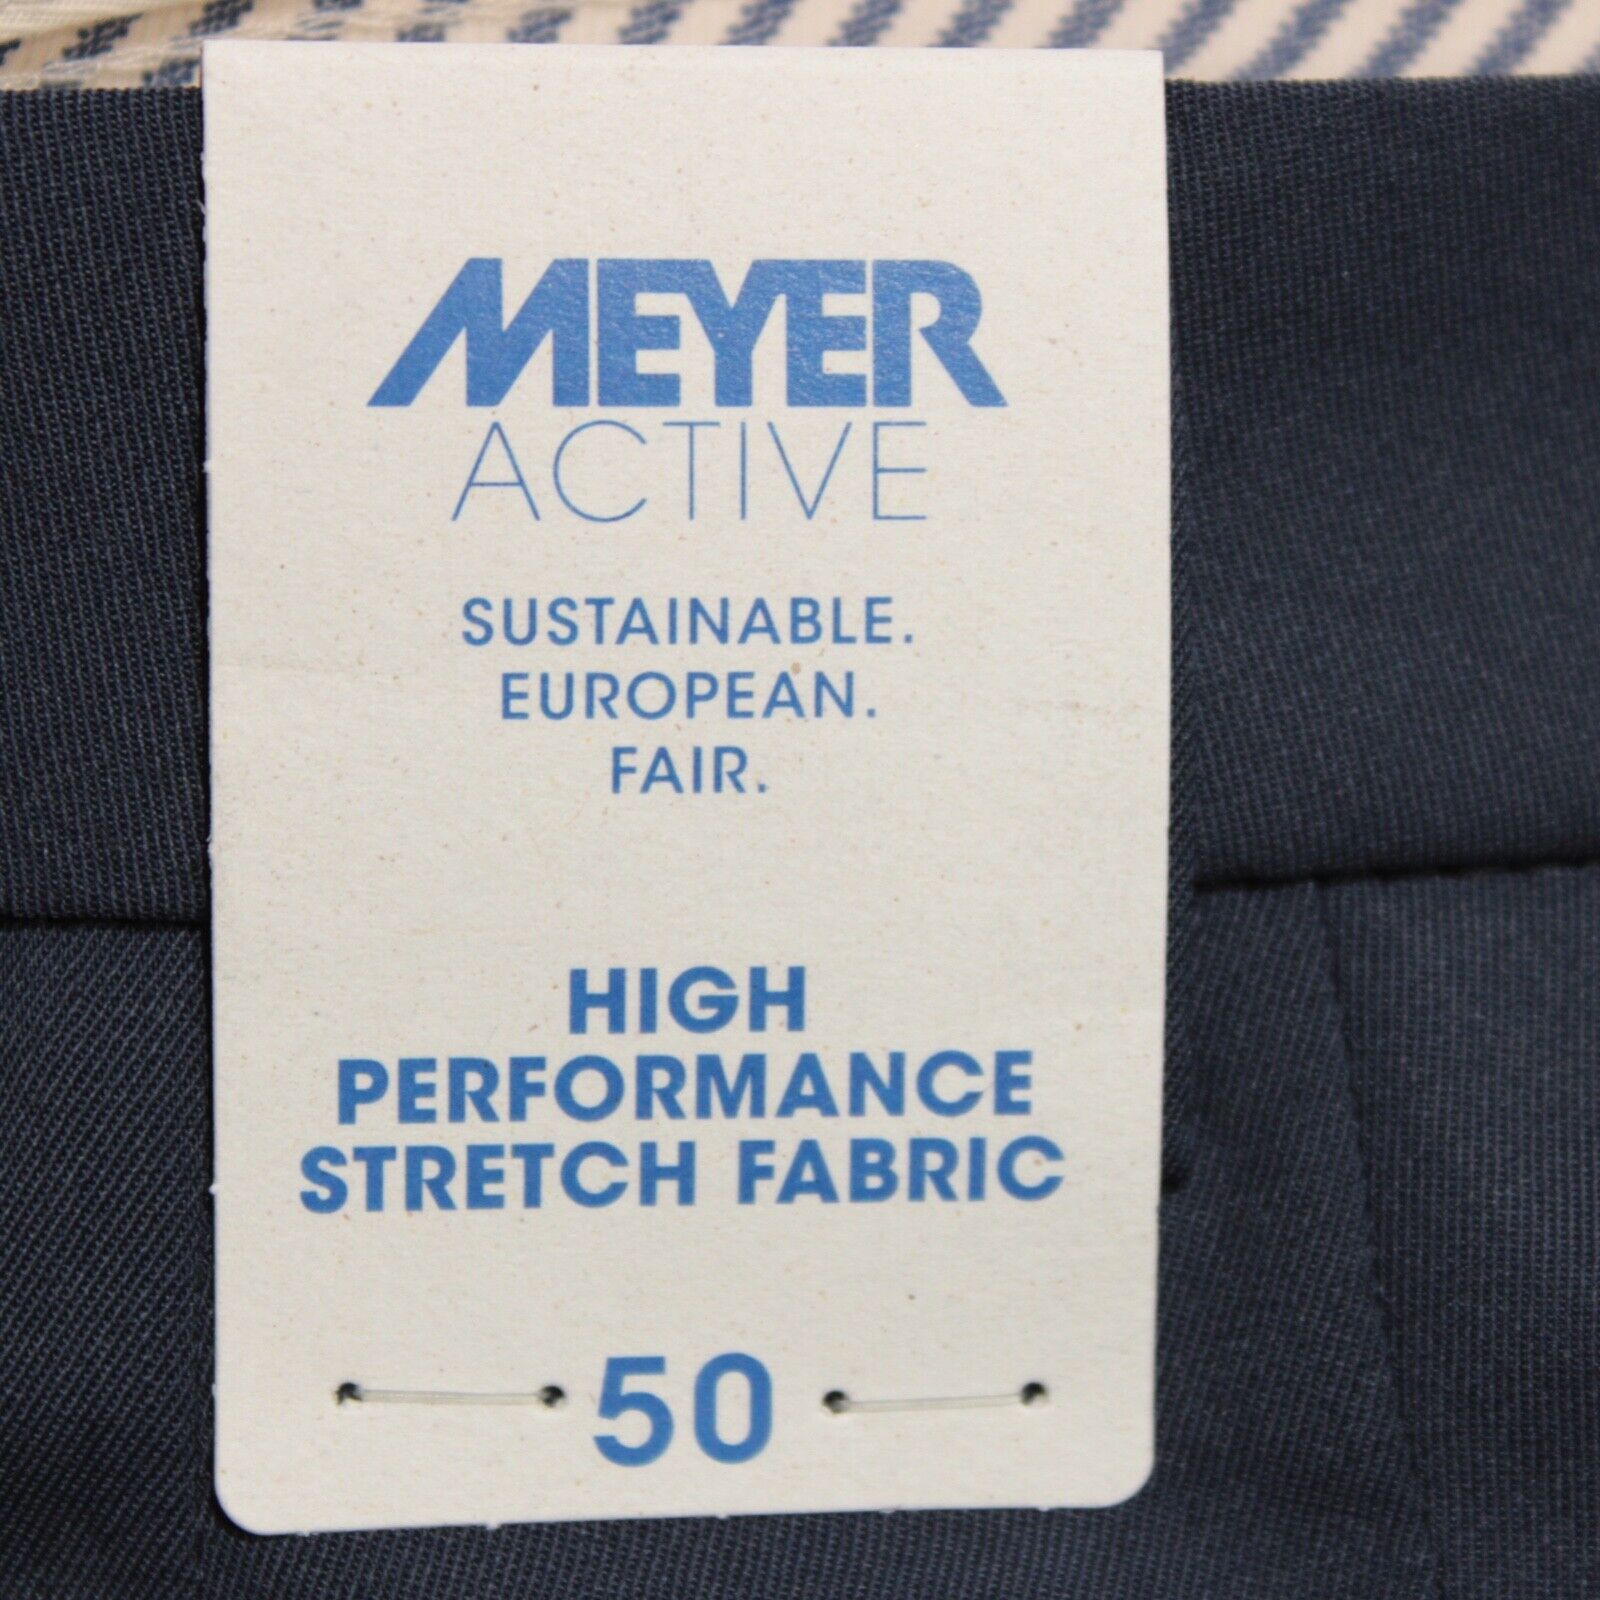 MEYER
ACTIVE
SUSTAINABLE.
EUROPEAN.
FAIR.
HIGH
PERFORMANCE
STRETCH FABRIC
50